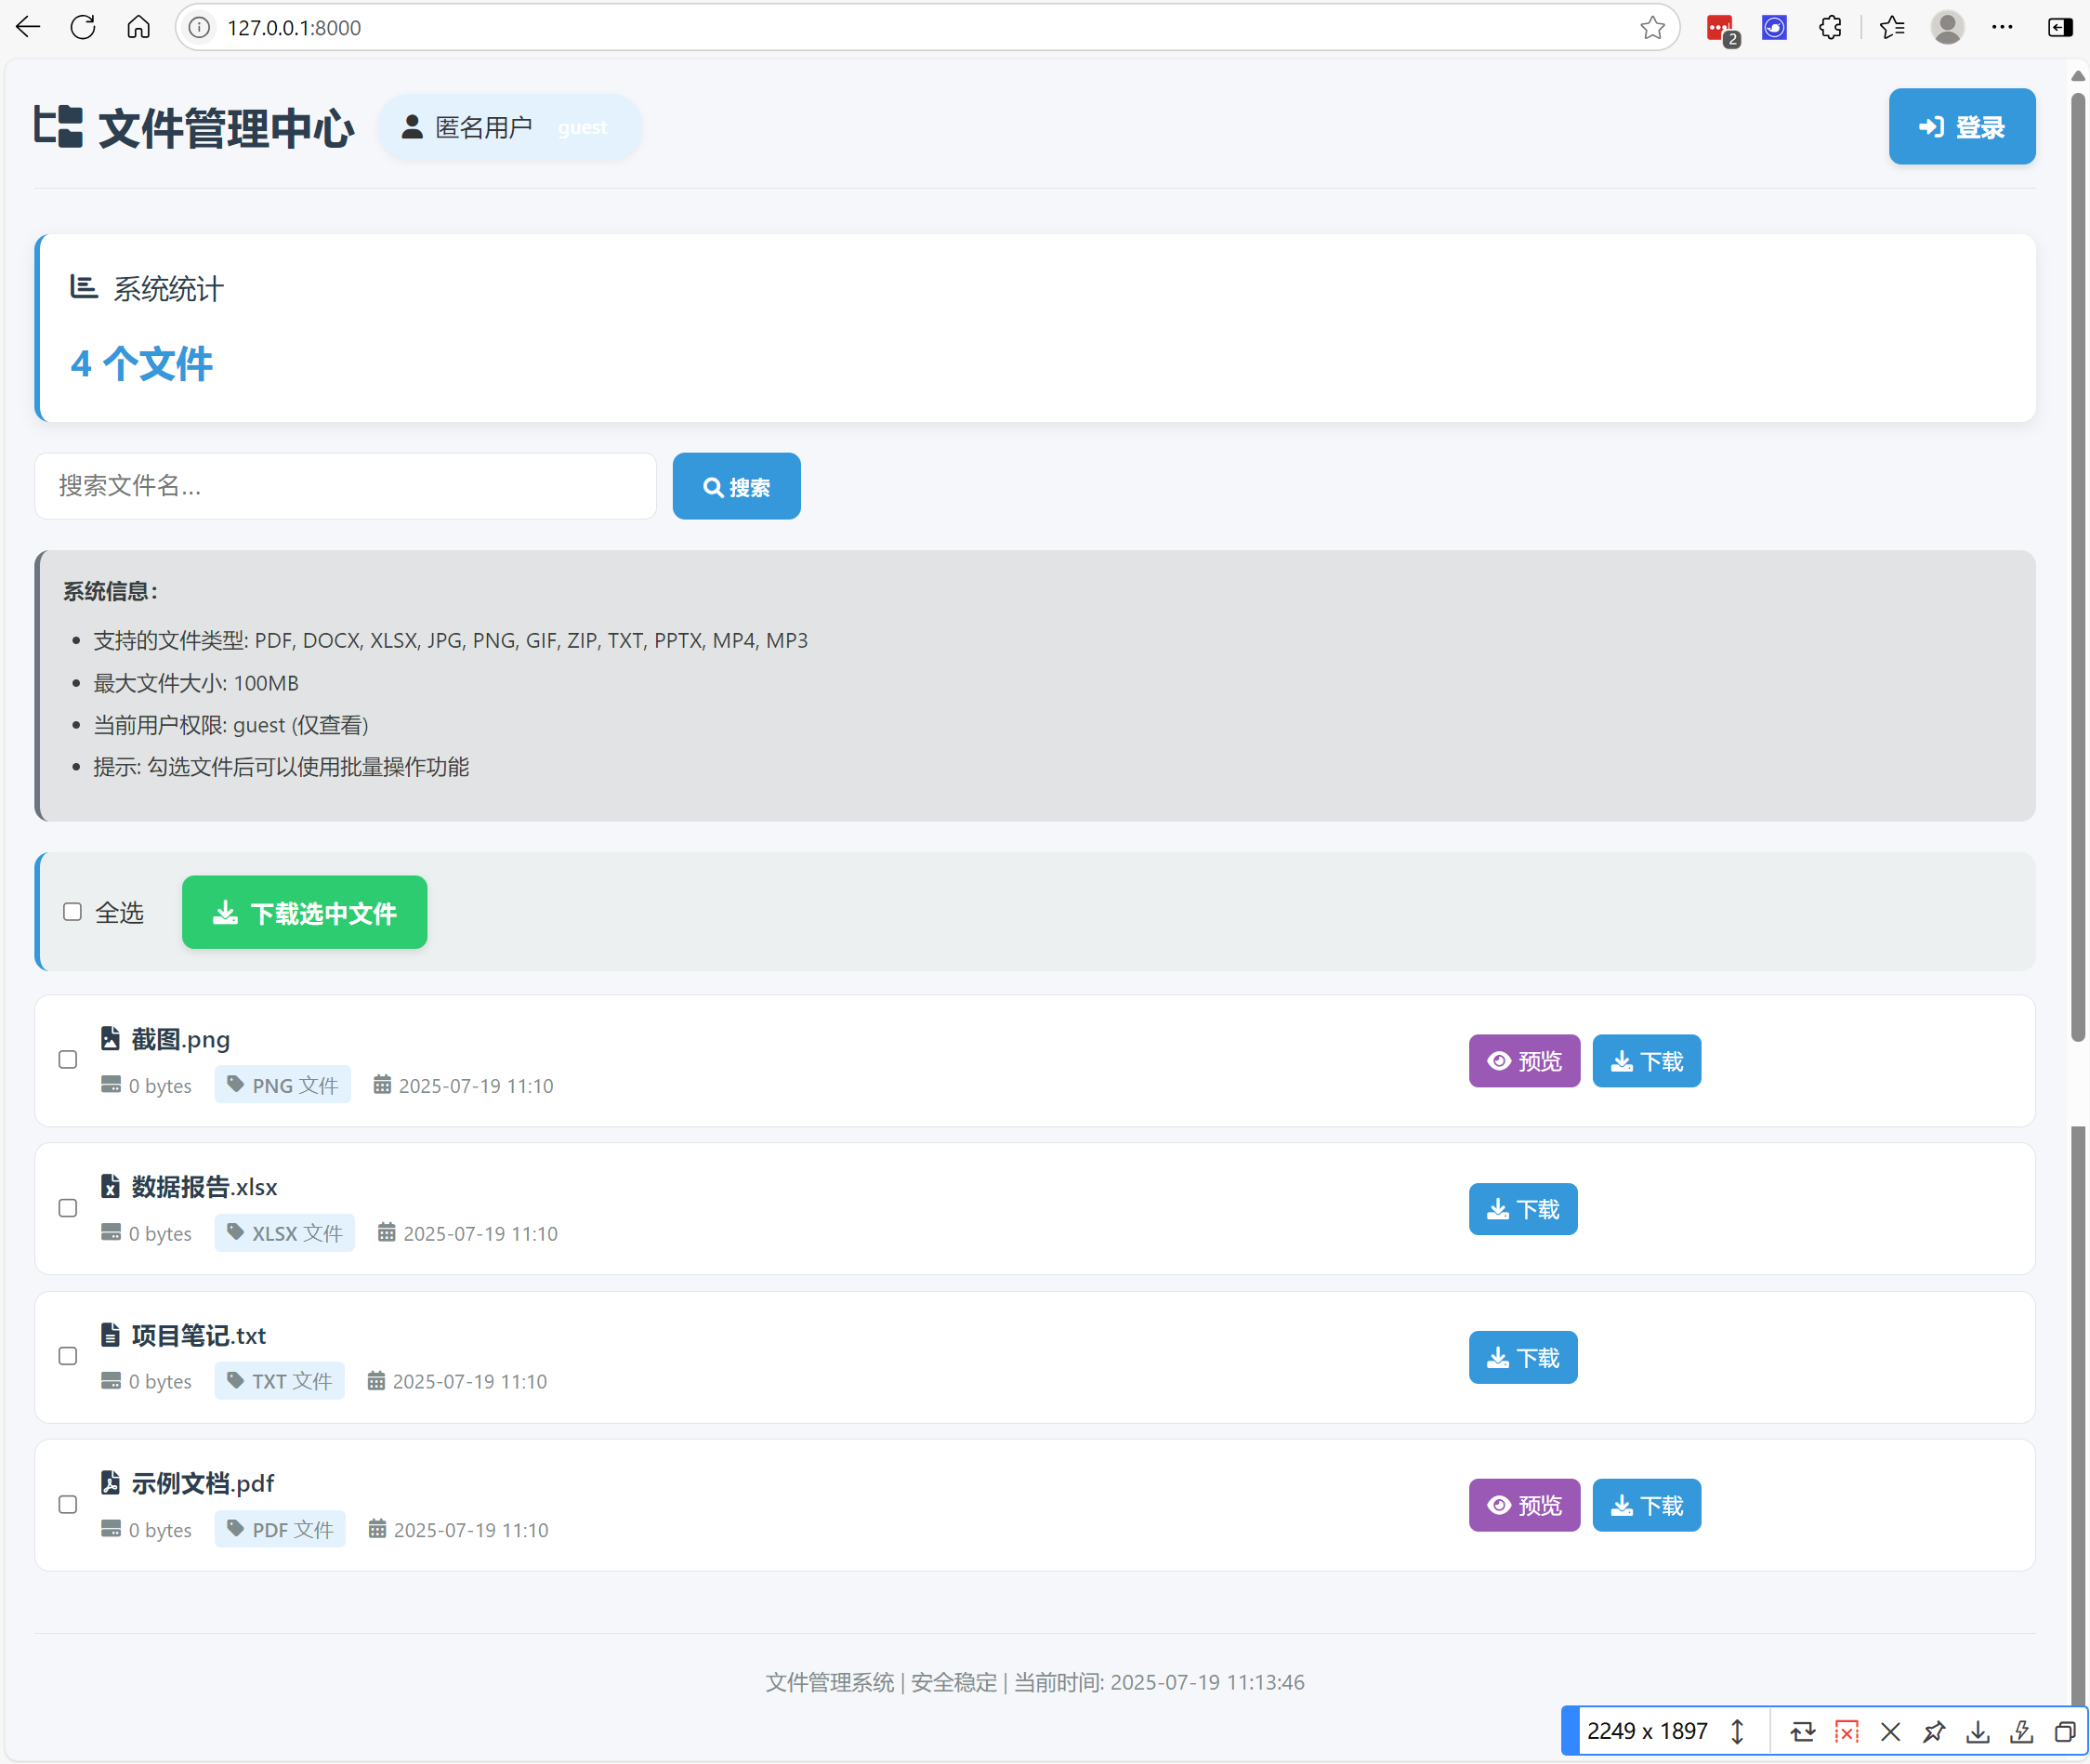 127.0.0.1:8000
2
文件管理中心
匿名用户 guest
登录
系统统计
4 个文件
搜索文件名...
搜索
系统信息：
支持的文件类型: PDF, DOCX, XLSX, JPG, PNG, GIF, ZIP, TXT, PPTX, MP4, MP3
最大文件大小: 100MB
当前用户权限: guest (仅查看)
提示: 勾选文件后可以使用批量操作功能
全选 下载选中文件
截图.png
0 bytes PNG 文件 2025-07-19 11:10
预览 下载
数据报告.xlsx
0 bytes XLSX 文件 2025-07-19 11:10
下载
项目笔记.txt
0 bytes TXT 文件 2025-07-19 11:10
下载
示例文档.pdf
0 bytes PDF 文件 2025-07-19 11:10
预览 下载
文件管理系统 | 安全稳定 | 当前时间: 2025-07-19 11:13:46
2249 x 1897